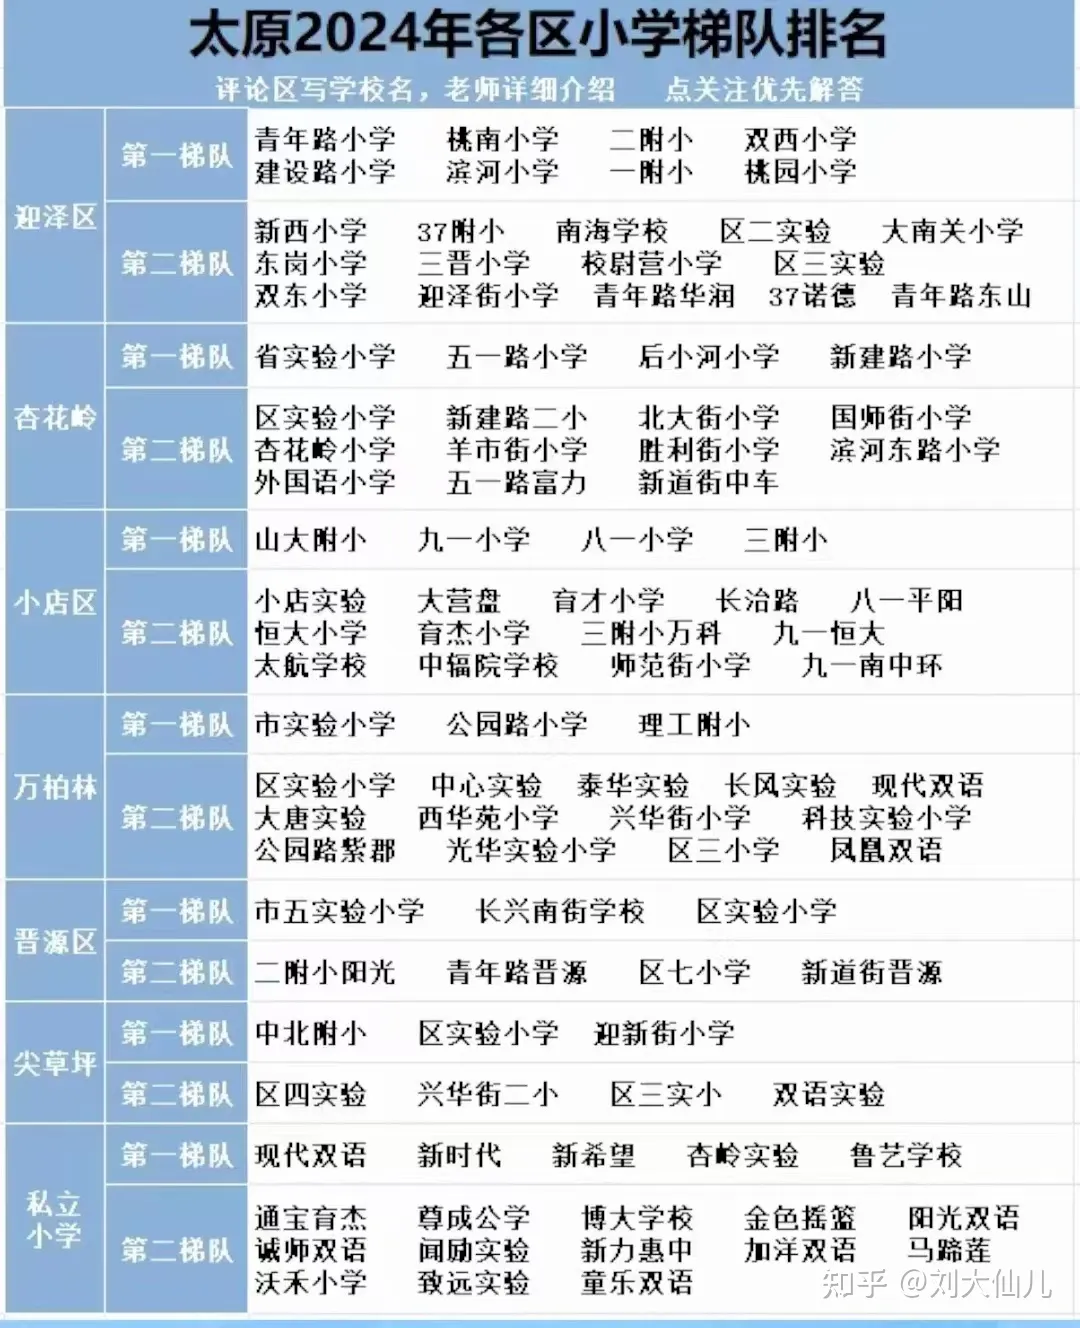 太原2024年各区小学梯队排名
评论区写学校名，老师详细介绍 点关注优先解答
迎泽区
第一梯队
青年路小学 桃南小学 二附小 双西小学
建设路小学 滨河小学 一附小 桃园小学
第二梯队
新西小学 37附小 南海学校 区二实验 大南关小学
东岗小学 三晋小学 校尉营小学 区三实验
双东小学 迎泽街小学 青年路华润 37诺德 青年路东山
杏花岭
第一梯队
省实验小学 五一路小学 后小河小学 新建路小学
第二梯队
区实验小学 新建路二小 北大街小学 国师街小学
杏花岭小学 羊市街小学 胜利街小学 滨河东路小学
外国语小学 五一路富力 新道街中车
小店区
第一梯队
山大附小 九一小学 八一小学 三附小
第二梯队
小店实验 大营盘 育才小学 长治路 八一平阳
恒大小学 育杰小学 三附小万科 九一恒大
太航学校 中辐院学校 师范街小学 九一南中环
万柏林
第一梯队
市实验小学 公园路小学 理工附小
第二梯队
区实验小学 中心实验 泰华实验 长风实验 现代双语
大唐实验 西华苑小学 兴华街小学 科技实验小学
公园路紫郡 光华实验小学 区三小学 凤凰双语
晋源区
第一梯队
市五实验小学 长兴南街学校 区实验小学
第二梯队
二附小阳光 青年路晋源 区七小学 新道街晋源
尖草坪
第一梯队
中北附小 区实验小学 迎新街小学
第二梯队
区四实验 兴华街二小 区三实小 双语实验
私立
小学
第一梯队
现代双语 新时代 新希望 杏岭实验 鲁艺学校
第二梯队
通宝育杰 尊成公学 博大学校 金色摇篮 阳光双语
诚师双语 闻励实验 新力惠中 加洋双语 马蹄莲
沃禾小学 致远实验 童乐双语
知乎 @刘大仙儿